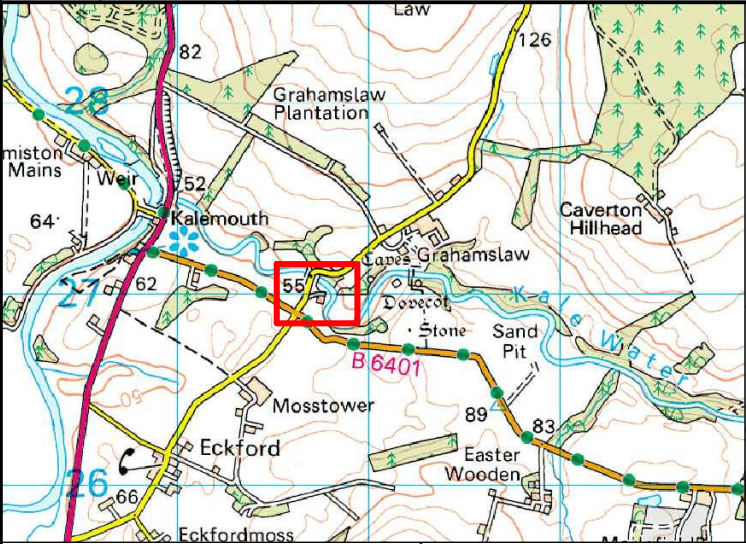 Law
82
126
Grahamslaw
Plantation
28
miston
Mains
Weir
52
Kalemouth
64
Caverton
Hillhead
Caves
Grahamslaw
55
62
27
Dovecot
Stone
Kale Water
Sand
Pit
B 6401
50
Mosstower
89
83
Eckford
Easter
Wooden
26
66
Eckfordmoss